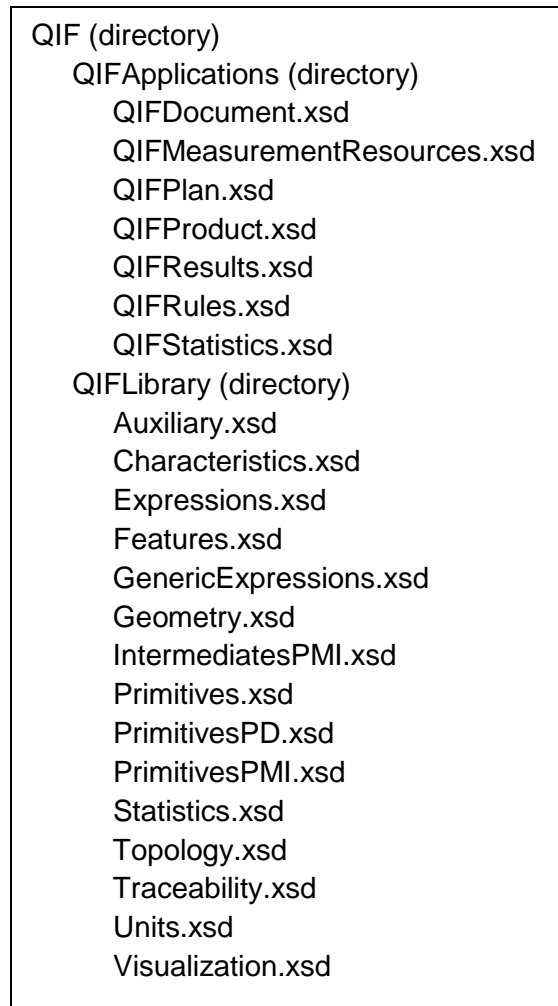 QIF (directory)
QIFApplications (directory)
QIFDocument.xsd
QIFMeasurementResources.xsd
QIFPlan.xsd
QIFProduct.xsd
QIFResults.xsd
QIFRules.xsd
QIFStatistics.xsd
QIFLibrary (directory)
Auxiliary.xsd
Characteristics.xsd
Expressions.xsd
Features.xsd
GenericExpressions.xsd
Geometry.xsd
IntermediatesPMI.xsd
Primitives.xsd
PrimitivesPD.xsd
PrimitivesPMI.xsd
Statistics.xsd
Topology.xsd
Traceability.xsd
Units.xsd
Visualization.xsd